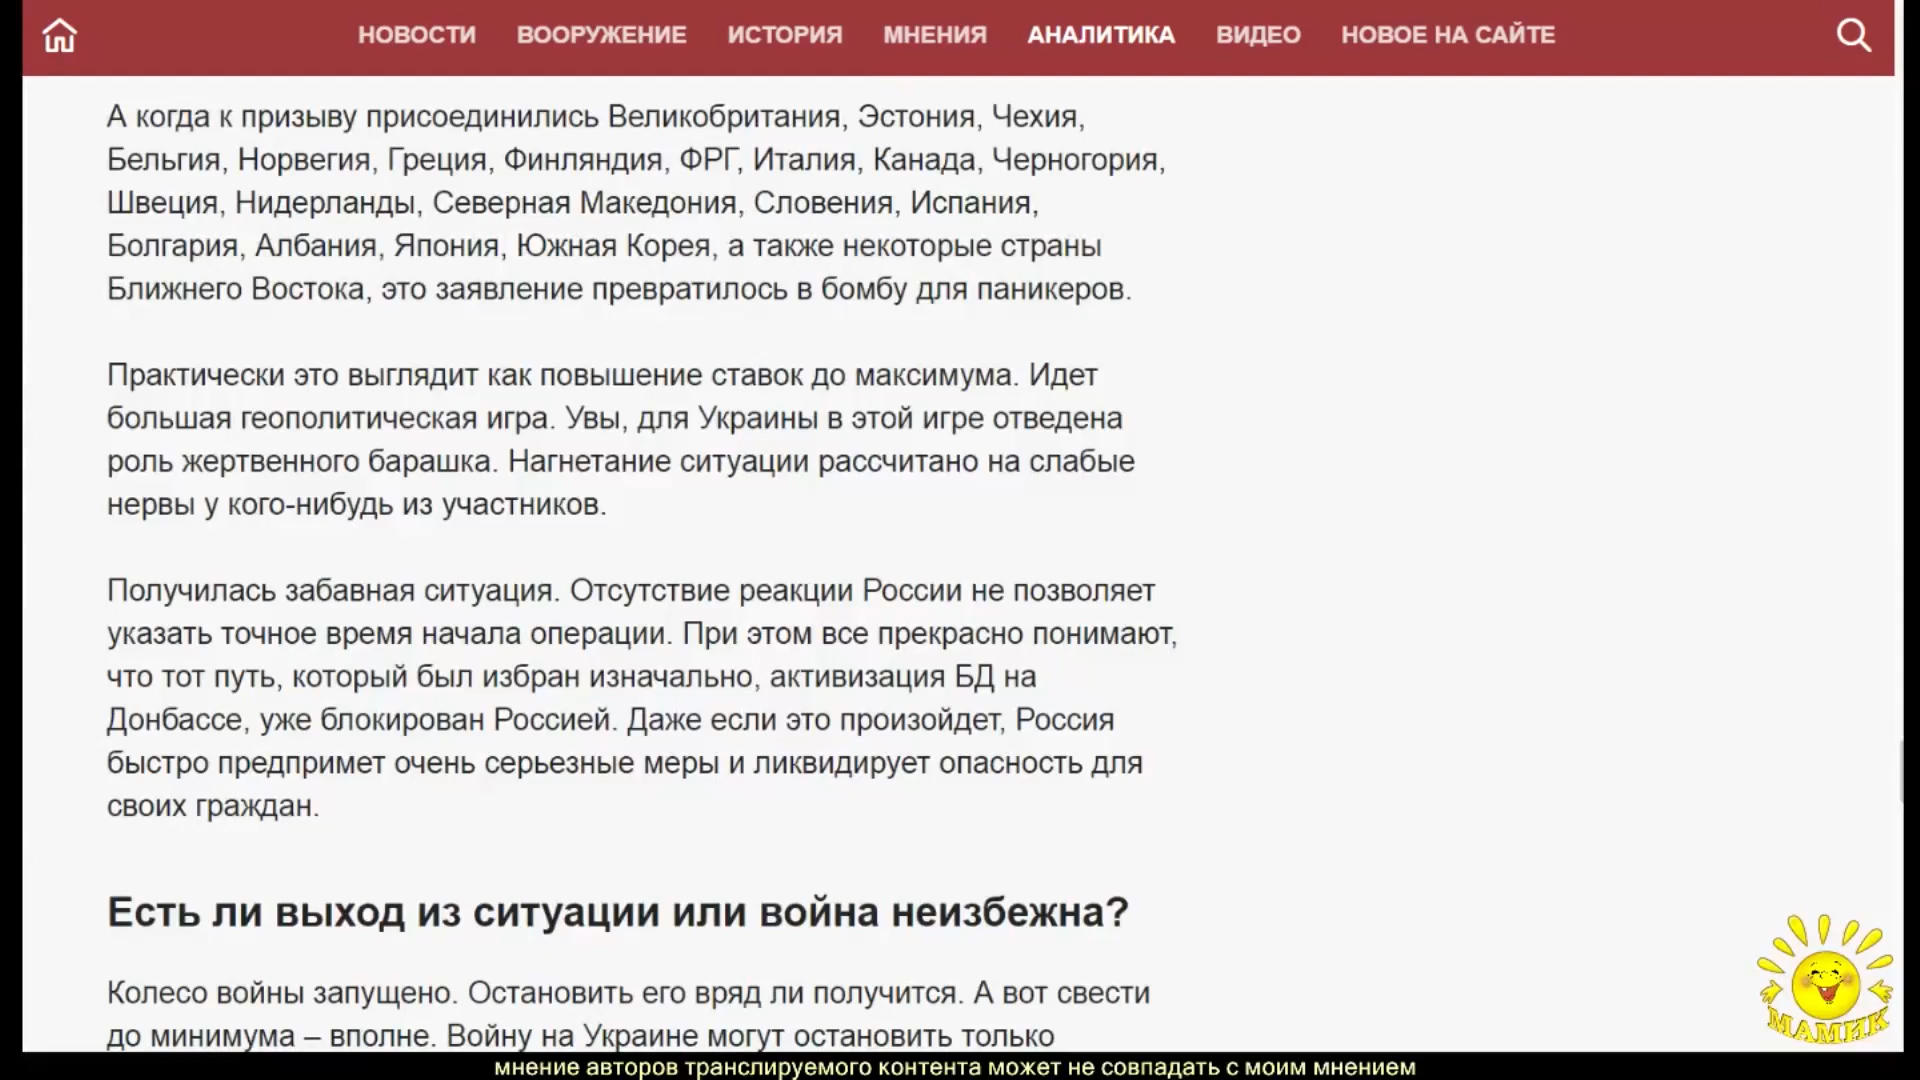 НОВОСТИ ВООРУЖЕНИЕ ИСТОРИЯ МНЕНИЯ АНАЛИТИКА ВИДЕО НОВОЕ НА САЙТЕ
А когда к призыву присоединились Великобритания, Эстония, Чехия,
Бельгия, Норвегия, Греция, Финляндия, ФРГ, Италия, Канада, Черногория,
Швеция, Нидерланды, Северная Македония, Словения, Испания,
Болгария, Албания, Япония, Южная Корея, а также некоторые страны
Ближнего Востока, это заявление превратилось в бомбу для паникеров.
Практически это выглядит как повышение ставок до максимума. Идет
большая геополитическая игра. Увы, для Украины в этой игре отведена
роль жертвенного барашка. Нагнетание ситуации рассчитано на слабые
нервы у кого-нибудь из участников.
Получилась забавная ситуация. Отсутствие реакции России не позволяет
указать точное время начала операции. При этом все прекрасно понимают,
что тот путь, который был избран изначально, активизация БД на
Донбассе, уже блокирован Россией. Даже если это произойдет, Россия
быстро предпримет очень серьезные меры и ликвидирует опасность для
своих граждан.
Есть ли выход из ситуации или война неизбежна?
Колесо войны запущено. Остановить его вряд ли получится. А вот свести
до минимума – вполне. Войну на Украине могут остановить только
МАМИК
мнение авторов транслируемого контента может не совпадать с моим мнением